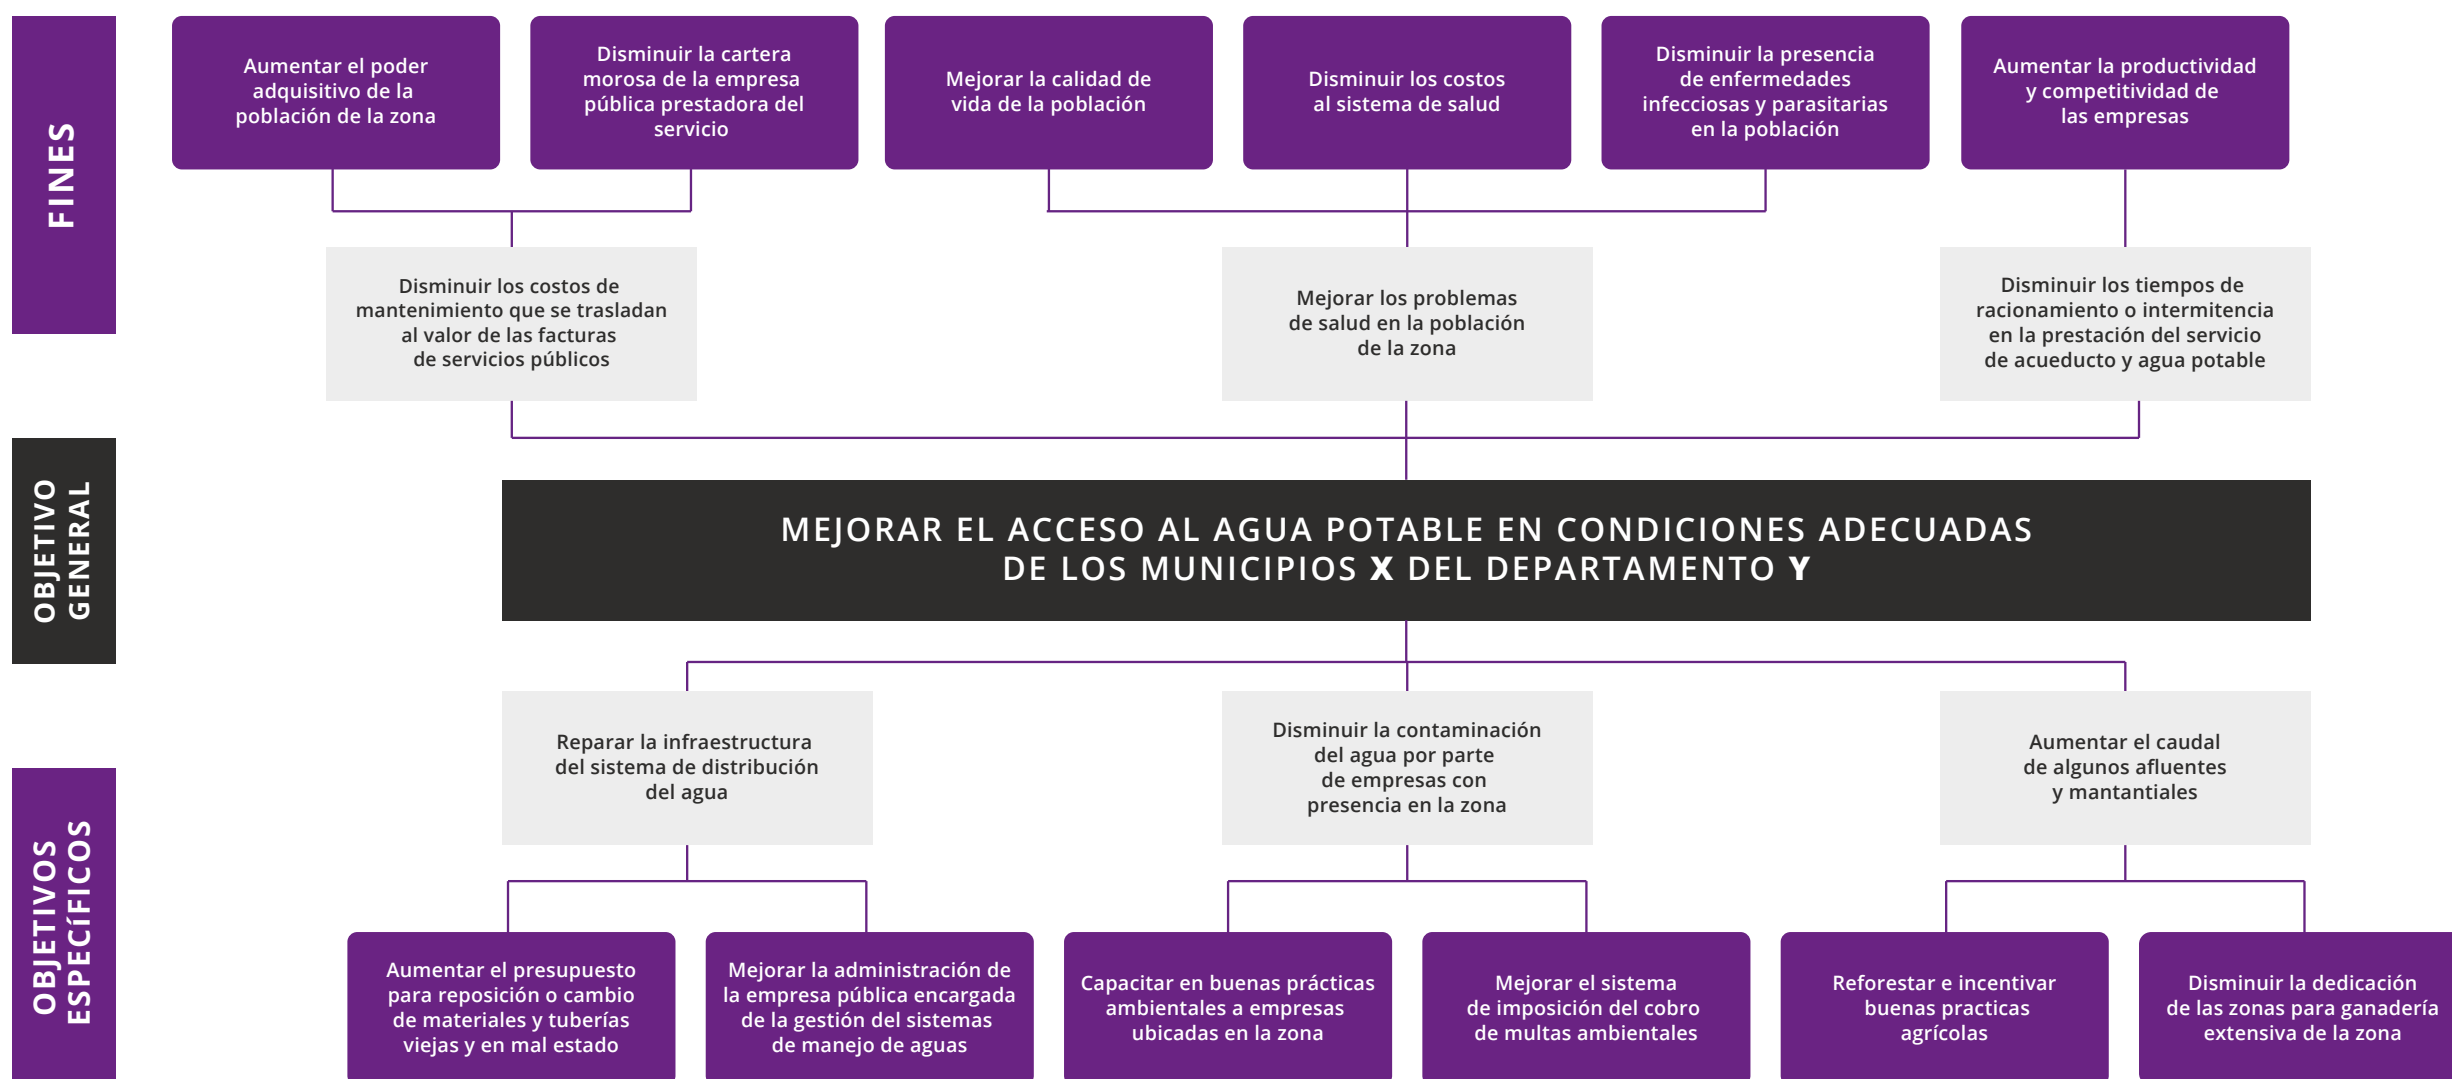 FINES
Aumentar el poder
adquisitivo de la
población de la zona
Disminuir la cartera
morosa de la empresa
pública prestadora del
servicio
Mejorar la calidad de
vida de la población
Disminuir los costos
al sistema de salud
Disminuir la presencia
de enfermedades
infecciosas y parasitarias
en la población
Aumentar la productividad
y competitividad de
las empresas
Disminuir los costos de
mantenimiento que se trasladan
al valor de las facturas
de servicios públicos
Mejorar los problemas
de salud en la población
de la zona
Disminuir los tiempos de
racionamiento o intermitencia
en la prestación del servicio
de acueducto y agua potable
OBJETIVO
GENERAL
MEJORAR EL ACCESO AL AGUA POTABLE EN CONDICIONES ADECUADAS
DE LOS MUNICIPIOS X DEL DEPARTAMENTO Y
OBJETIVOS
ESPECíFICOS
Reparar la infraestructura
del sistema de distribución
del agua
Disminuir la contaminación
del agua por parte
de empresas con
presencia en la zona
Aumentar el caudal
de algunos afluentes
y mantantiales
Aumentar el presupuesto
para reposición o cambio
de materiales y tuberías
viejas y en mal estado
Mejorar la administración de
la empresa pública encargada
de la gestión del sistemas
de manejo de aguas
Capacitar en buenas prácticas
ambientales a empresas
ubicadas en la zona
Mejorar el sistema
de imposición del cobro
de multas ambientales
Reforestar e incentivar
buenas practicas
agrícolas
Disminuir la dedicación
de las zonas para ganadería
extensiva de la zona